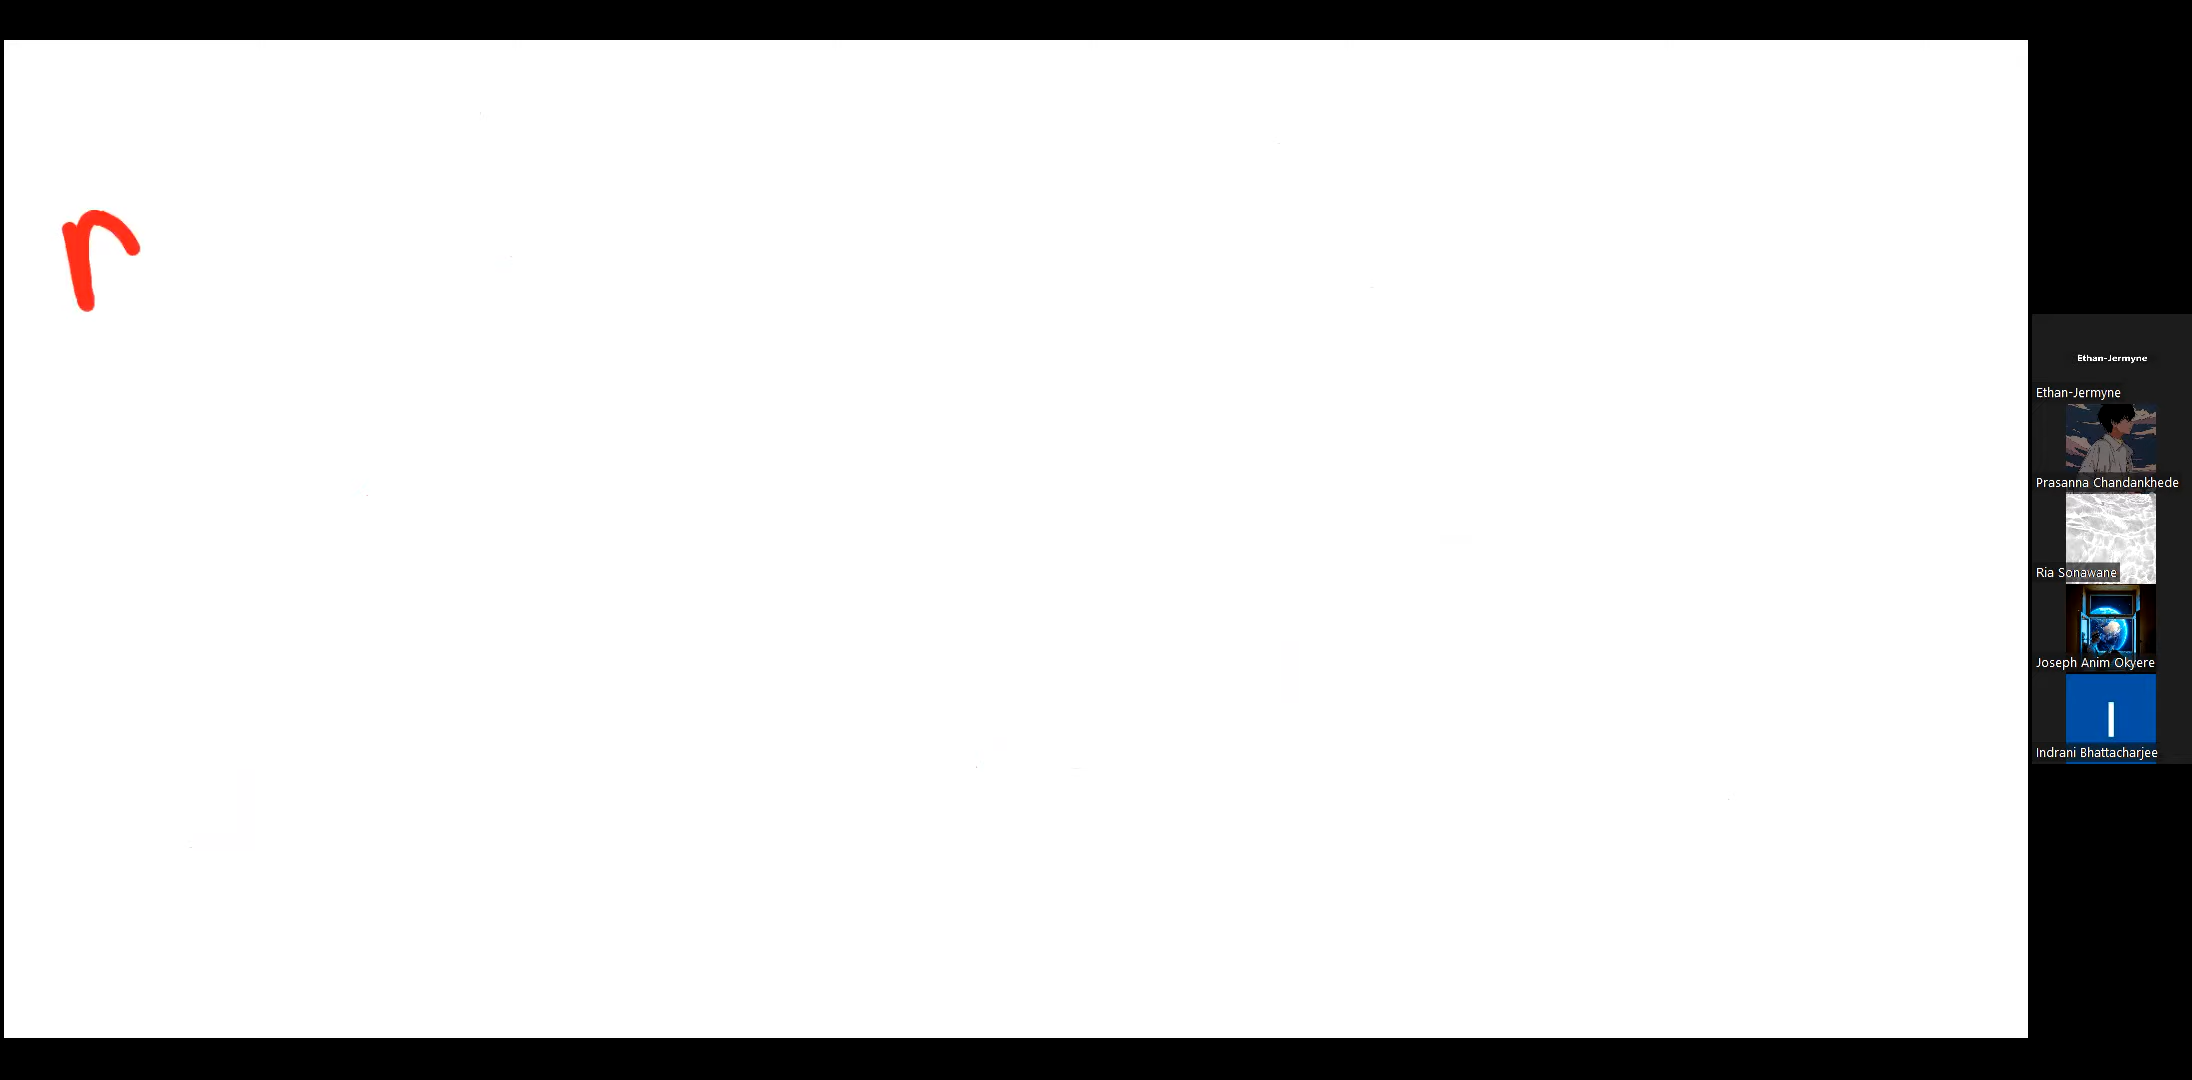 r
Ethan-Jermyne
Ethan-Jermyne
Prasanna Chandankhede
Ria Sonawane
Joseph Anim Okyere
I
Indrani Bhattacharjee